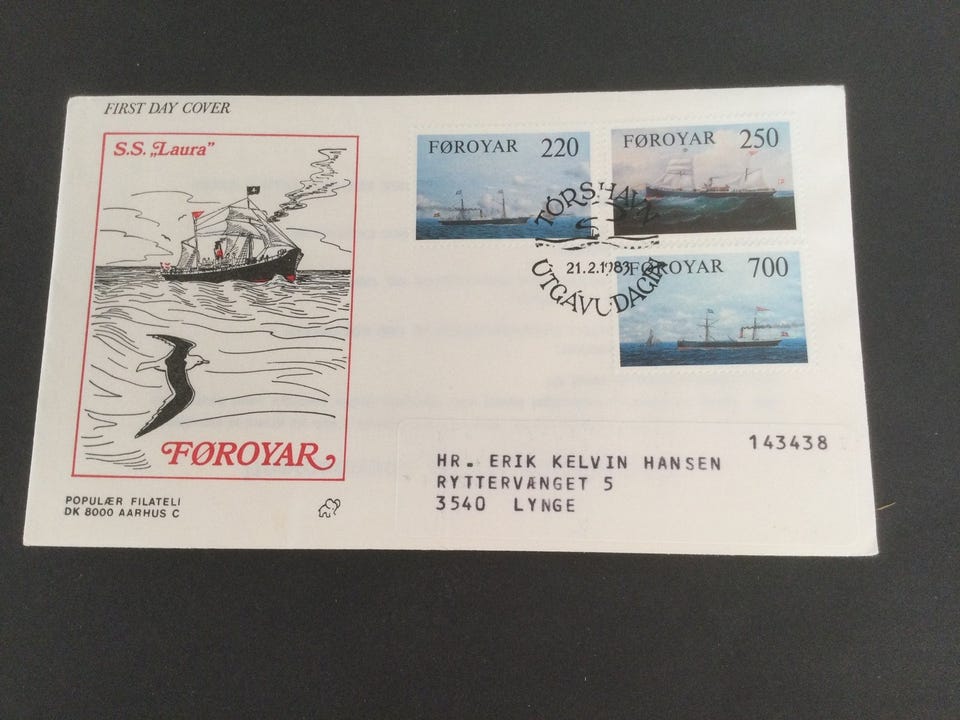 FIRST DAY COVER
S.S. „Laura”
FØROYAR
POPULÆR FILATELI
DK 8000 AARHUS C
FØROYAR 220
FØROYAR 250
FØROYAR 700
TÓRSHAVN
21.2.1983
ÚTGÁVUDAGUR
143438
HR. ERIK KELVIN HANSEN
RYTTERVÆNGET 5
3540 LYNGE